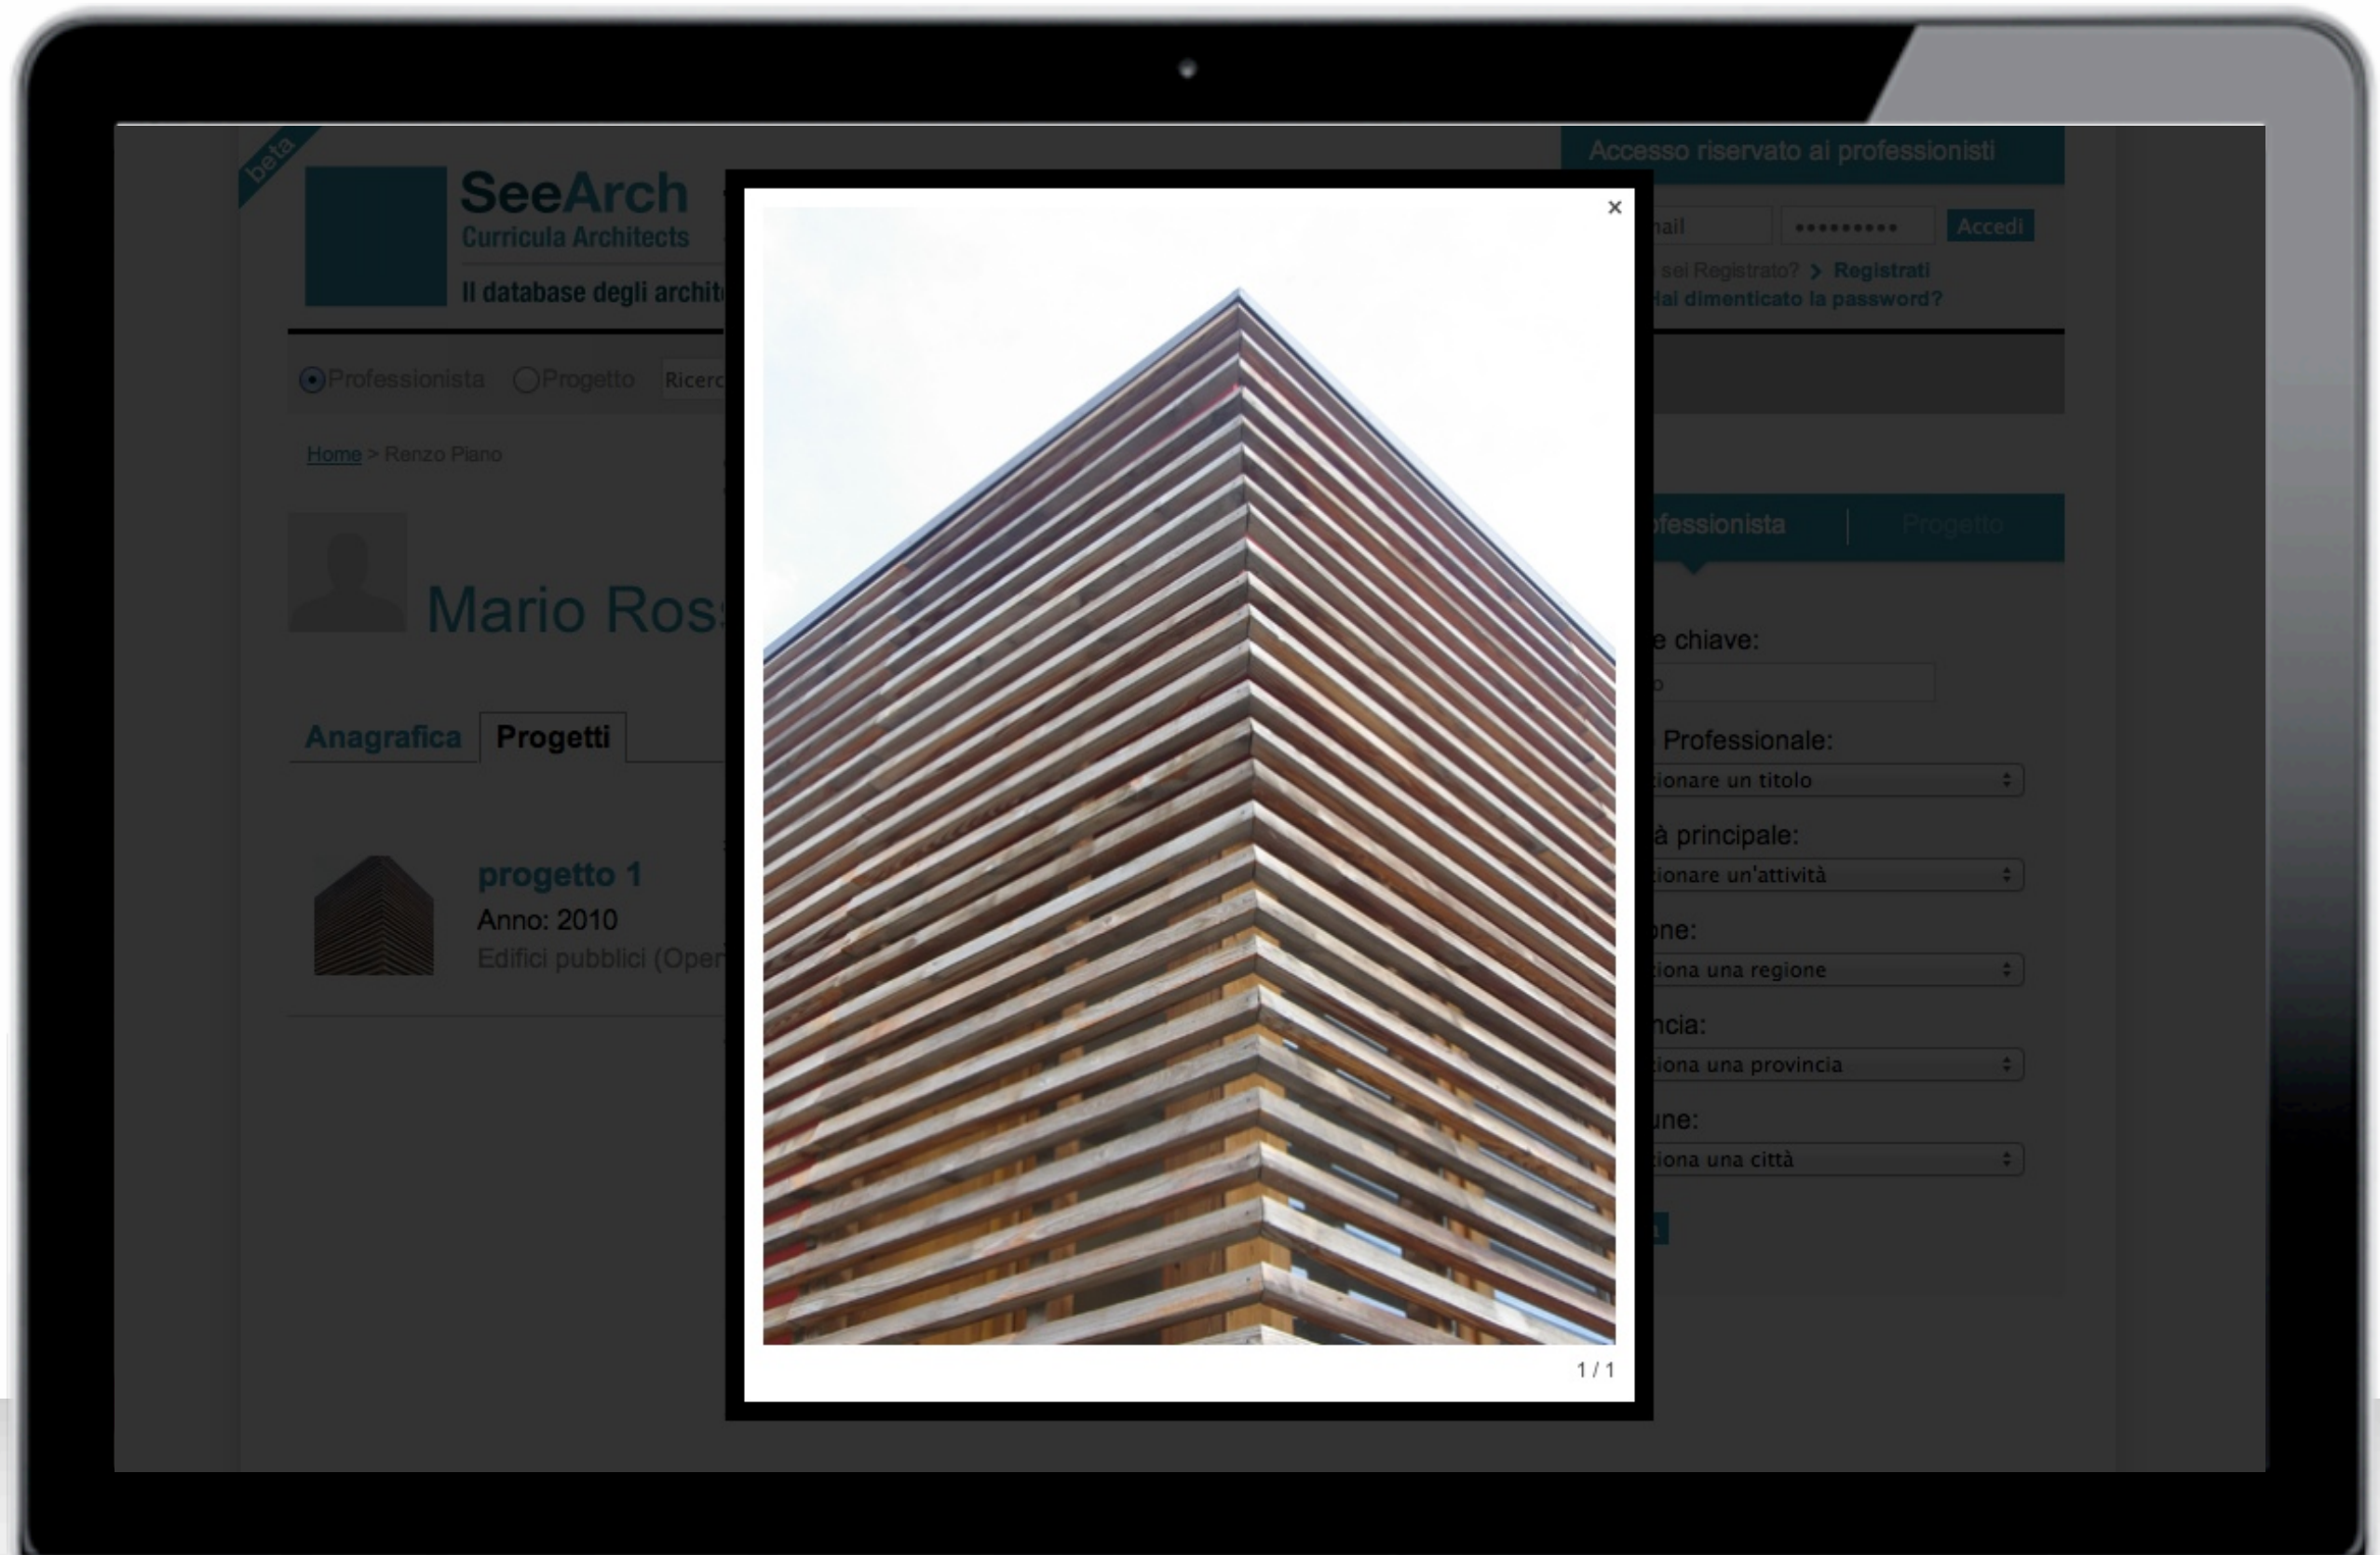 beta
SeeArch
Curricula Architects
Il database degli archit
Accesso riservato ai professionisti
ail
•••••••••
Accedi
sei Registrato? > Registrati
Hai dimenticato la password?
Professionista
Progetto
Ricerc
Home > Renzo Piano
Mario Ross
Anagrafica
Progetti
progetto 1
Anno: 2010
Edifici pubblici (Oper
ofessionista
Progetto
e chiave:
o
Professionale:
ionare un titolo
à principale:
ionare un'attività
one:
iona una regione
ncia:
iona una provincia
une:
iona una città
×
1 / 1